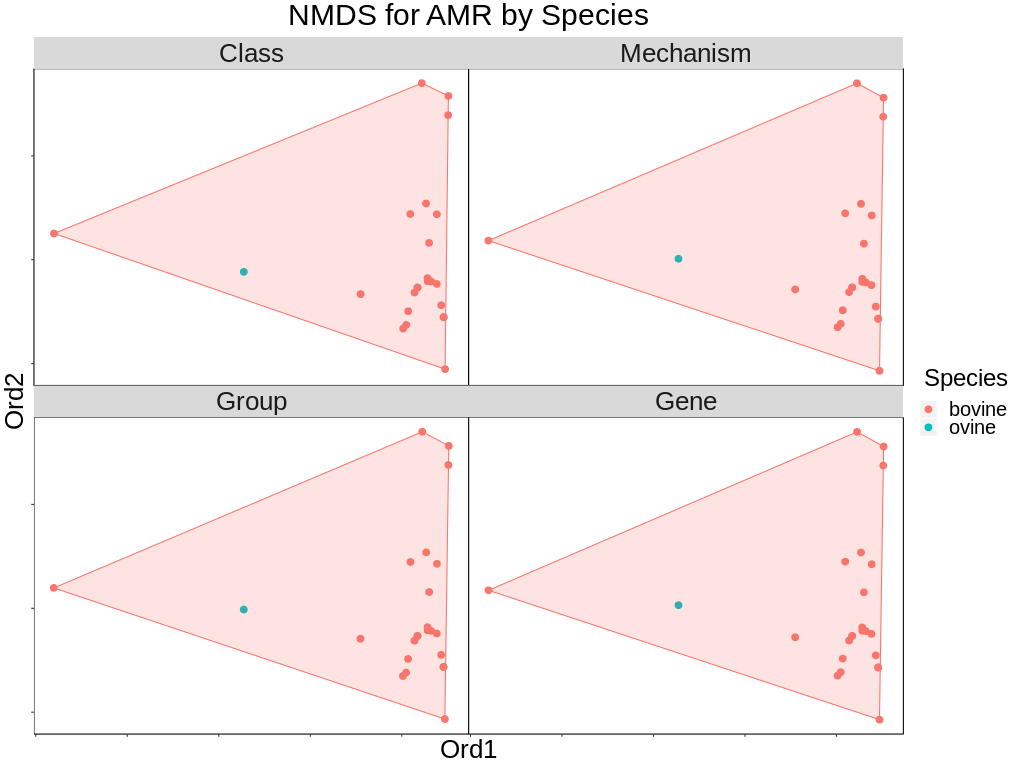 NMDS for AMR by Species
Class
Mechanism
Group
Gene
Ord2
Ord1
Species
bovine
ovine